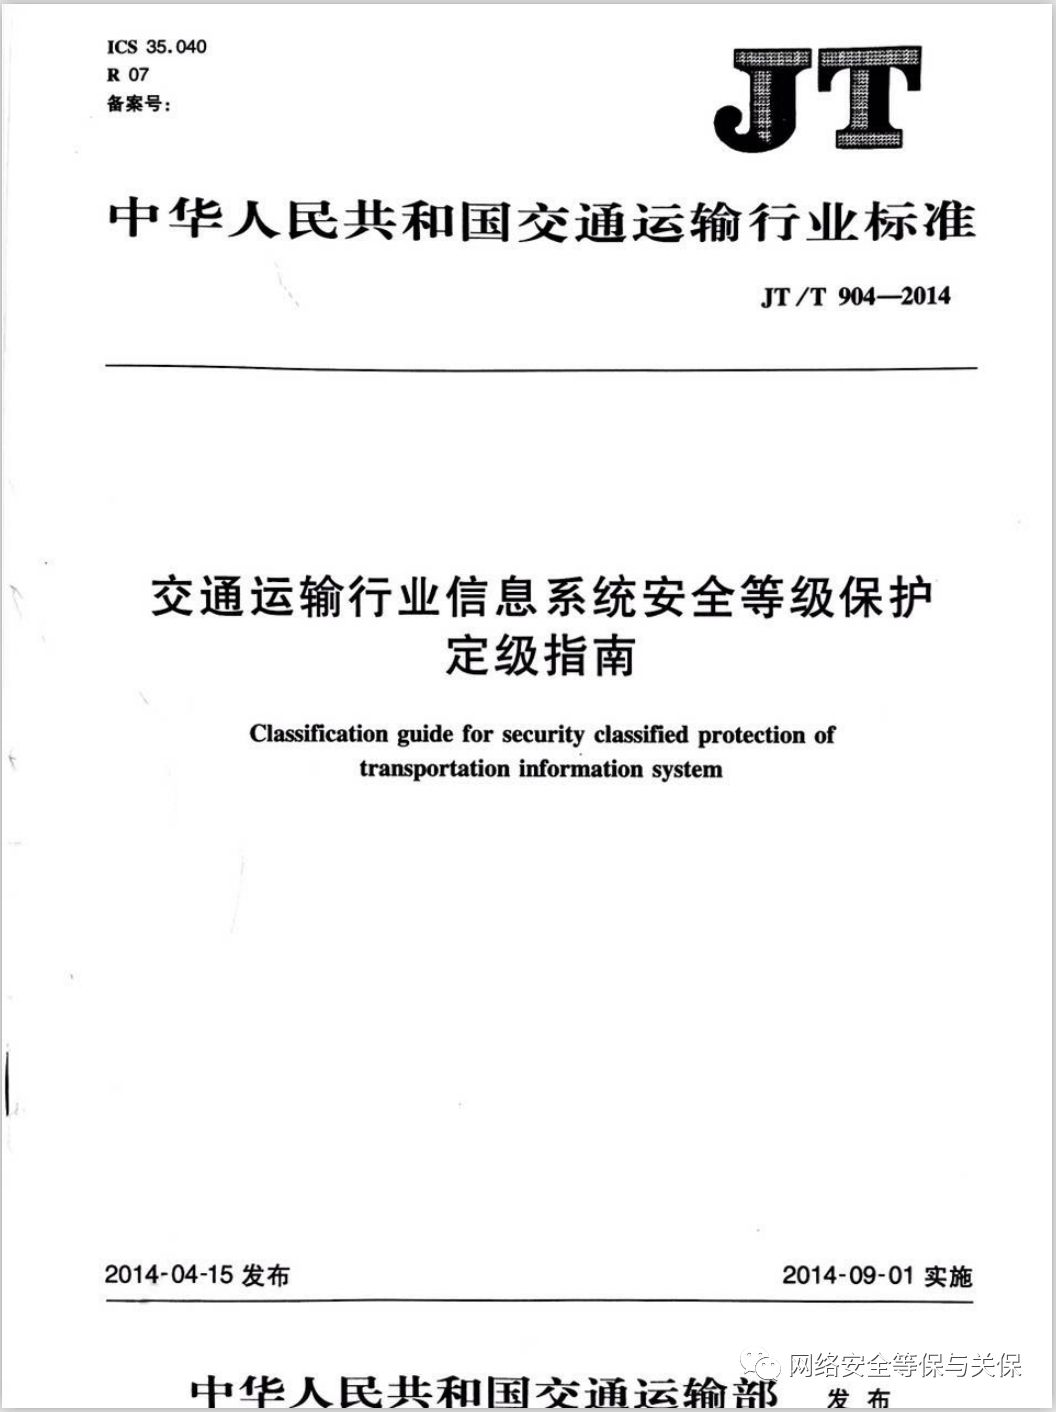 ICS 35.040
R 07
备案号:
JT
中华人民共和国交通运输行业标准
JT/T 904—2014
交通运输行业信息系统安全等级保护
定级指南
Classification guide for security classified protection of
transportation information system
2014-04-15 发布
2014-09-01 实施
网络安全等保与关保
中华人民共和国交通运输部 发布